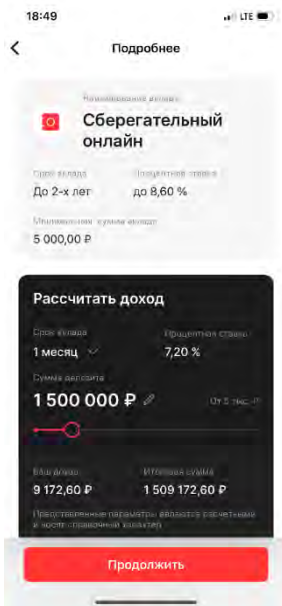 18:49
LTE
Подробнее
Наименование вклада
Сберегательный
онлайн
Срок вклада Процентная ставка
До 2-х лет до 8,60 %
Минимальная сумма вклада
5 000,00 ₽
Рассчитать доход
Срок вклада Процентная ставка
1 месяц 7,20 %
Сумма депозита
1 500 000 ₽ От 5 тыс. ₽
Ваш доход Итоговая сумма
9 172,60 ₽ 1 509 172,60 ₽
Представленные параметры являются расчетными
и носят справочный характер
Продолжить